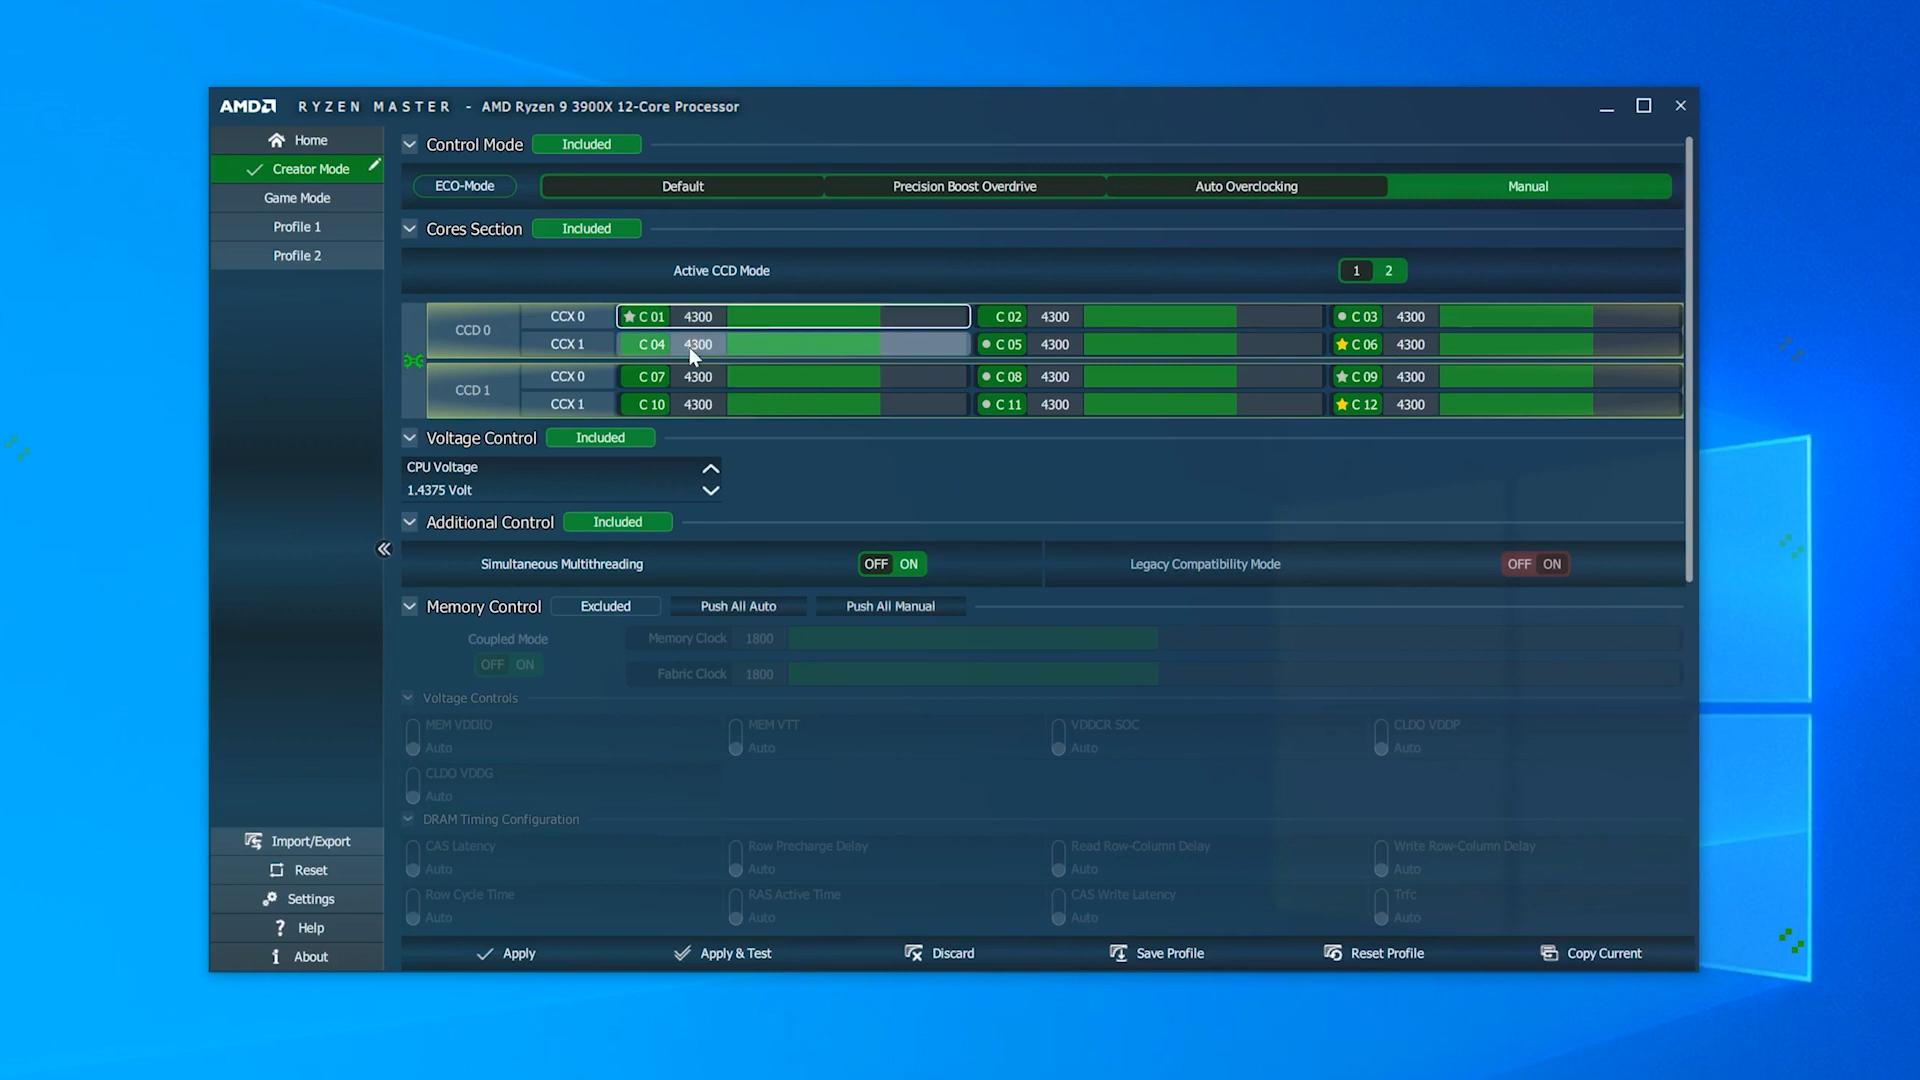 AMD RYZEN MASTER - AMD Ryzen 9 3900X 12-Core Processor
Home
Creator Mode
Game Mode
Profile 1
Profile 2
Control Mode Included
ECO-Mode Default Precision Boost Overdrive Auto Overclocking Manual
Cores Section Included
Active CCD Mode 1 2
CCD 0
CCX 0 C 01 4300 C 02 4300 C 03 4300
CCX 1 C 04 4300 C 05 4300 C 06 4300
CCD 1
CCX 0 C 07 4300 C 08 4300 C 09 4300
CCX 1 C 10 4300 C 11 4300 C 12 4300
Voltage Control Included
CPU Voltage
1.4375 Volt
Additional Control Included
Simultaneous Multithreading OFF ON Legacy Compatibility Mode OFF ON
Memory Control Excluded Push All Auto Push All Manual
Coupled Mode Memory Clock 1800
OFF ON Fabric Clock 1800
Voltage Controls
MEM VDDIO MEM VTT VDDCR SOC CLDO VDDP
Auto Auto Auto Auto
CLDO VDDG
Auto
DRAM Timing Configuration
CAS Latency Row Precharge Delay Read Row-Column Delay Write Row-Column Delay
Auto Auto Auto Auto
Row Cycle Time RAS Active Time CAS Write Latency Trfc
Auto Auto Auto Auto
Import/Export
Reset
Settings
? Help
i About
Apply Apply & Test Discard Save Profile Reset Profile Copy Current